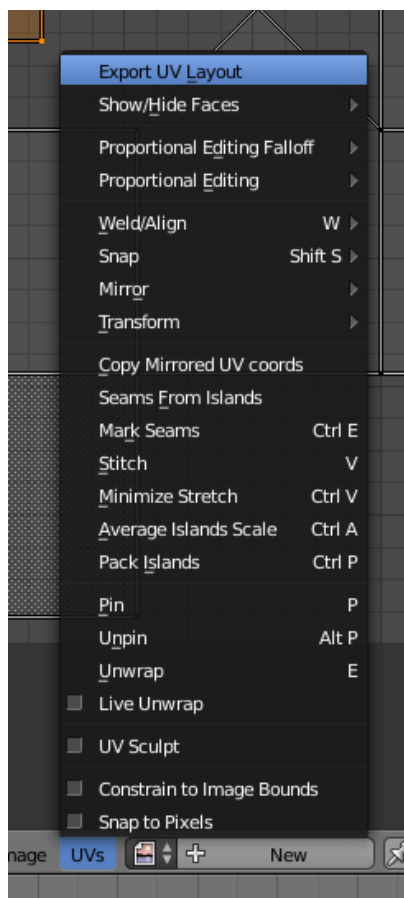 Export UV Layout
Show/Hide Faces
Proportional Editing Falloff
Proportional Editing
Weld/Align W
Snap Shift S
Mirror
Transform
Copy Mirrored UV coords
Seams From Islands
Mark Seams Ctrl E
Stitch V
Minimize Stretch Ctrl V
Average Islands Scale Ctrl A
Pack Islands Ctrl P
Pin P
Unpin Alt P
Unwrap E
Live Unwrap
UV Sculpt
Constrain to Image Bounds
Snap to Pixels
mage UVs New